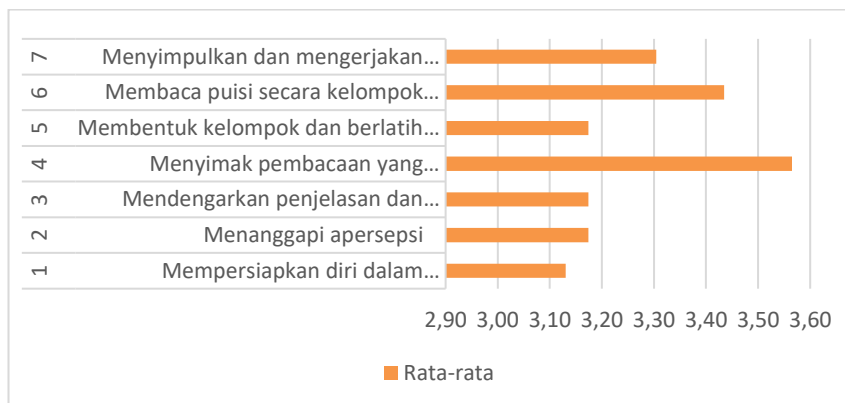 7 Menyimpulkan dan mengerjakan...
6 Membaca puisi secara kelompok...
5 Membentuk kelompok dan berlatih...
4 Menyimak pembacaan yang...
3 Mendengarkan penjelasan dan...
2 Menanggapi apersepsi
1 Mempersiapkan diri dalam...
2,90 3,00 3,10 3,20 3,30 3,40 3,50 3,60
Rata-rata